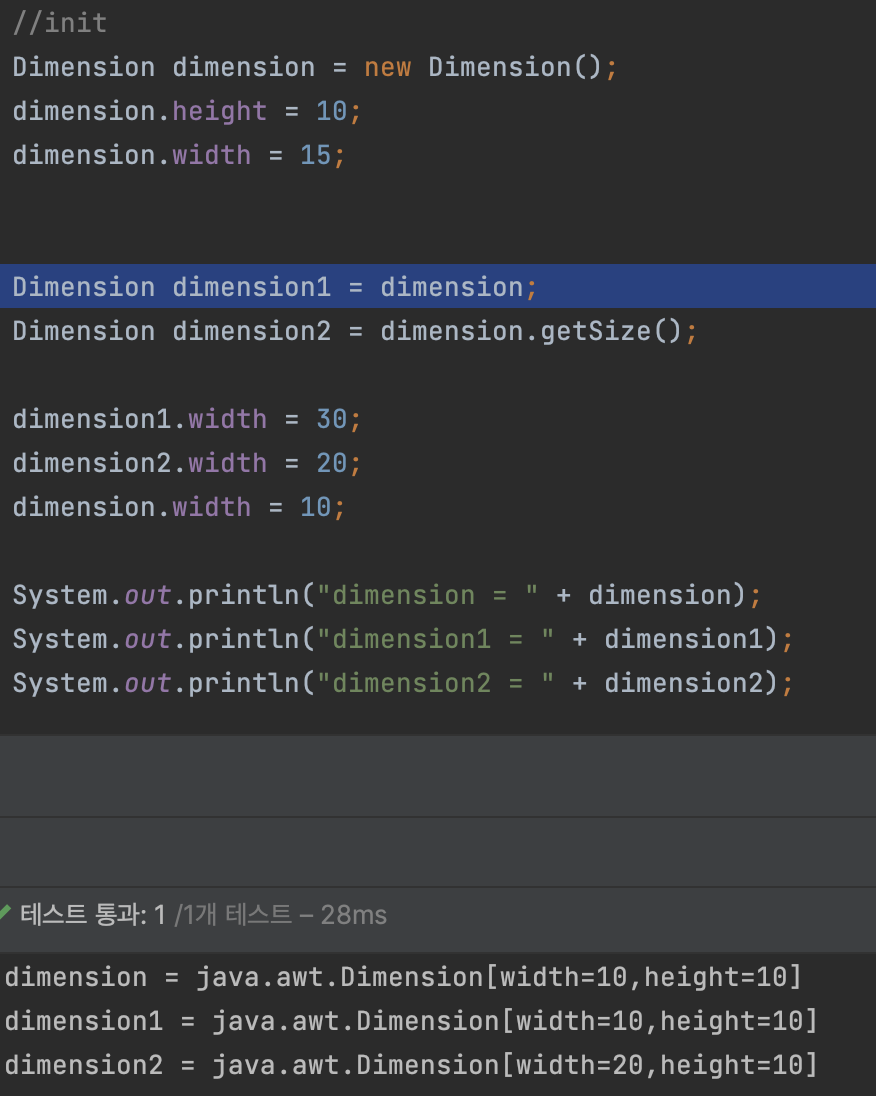 //init
Dimension dimension = new Dimension();
dimension.height = 10;
dimension.width = 15;
Dimension dimension1 = dimension;
Dimension dimension2 = dimension.getSize();
dimension1.width = 30;
dimension2.width = 20;
dimension.width = 10;
System.out.println("dimension = " + dimension);
System.out.println("dimension1 = " + dimension1);
System.out.println("dimension2 = " + dimension2);
테스트 통과: 1 /1개 테스트 – 28ms
dimension = java.awt.Dimension[width=10,height=10]
dimension1 = java.awt.Dimension[width=10,height=10]
dimension2 = java.awt.Dimension[width=20,height=10]